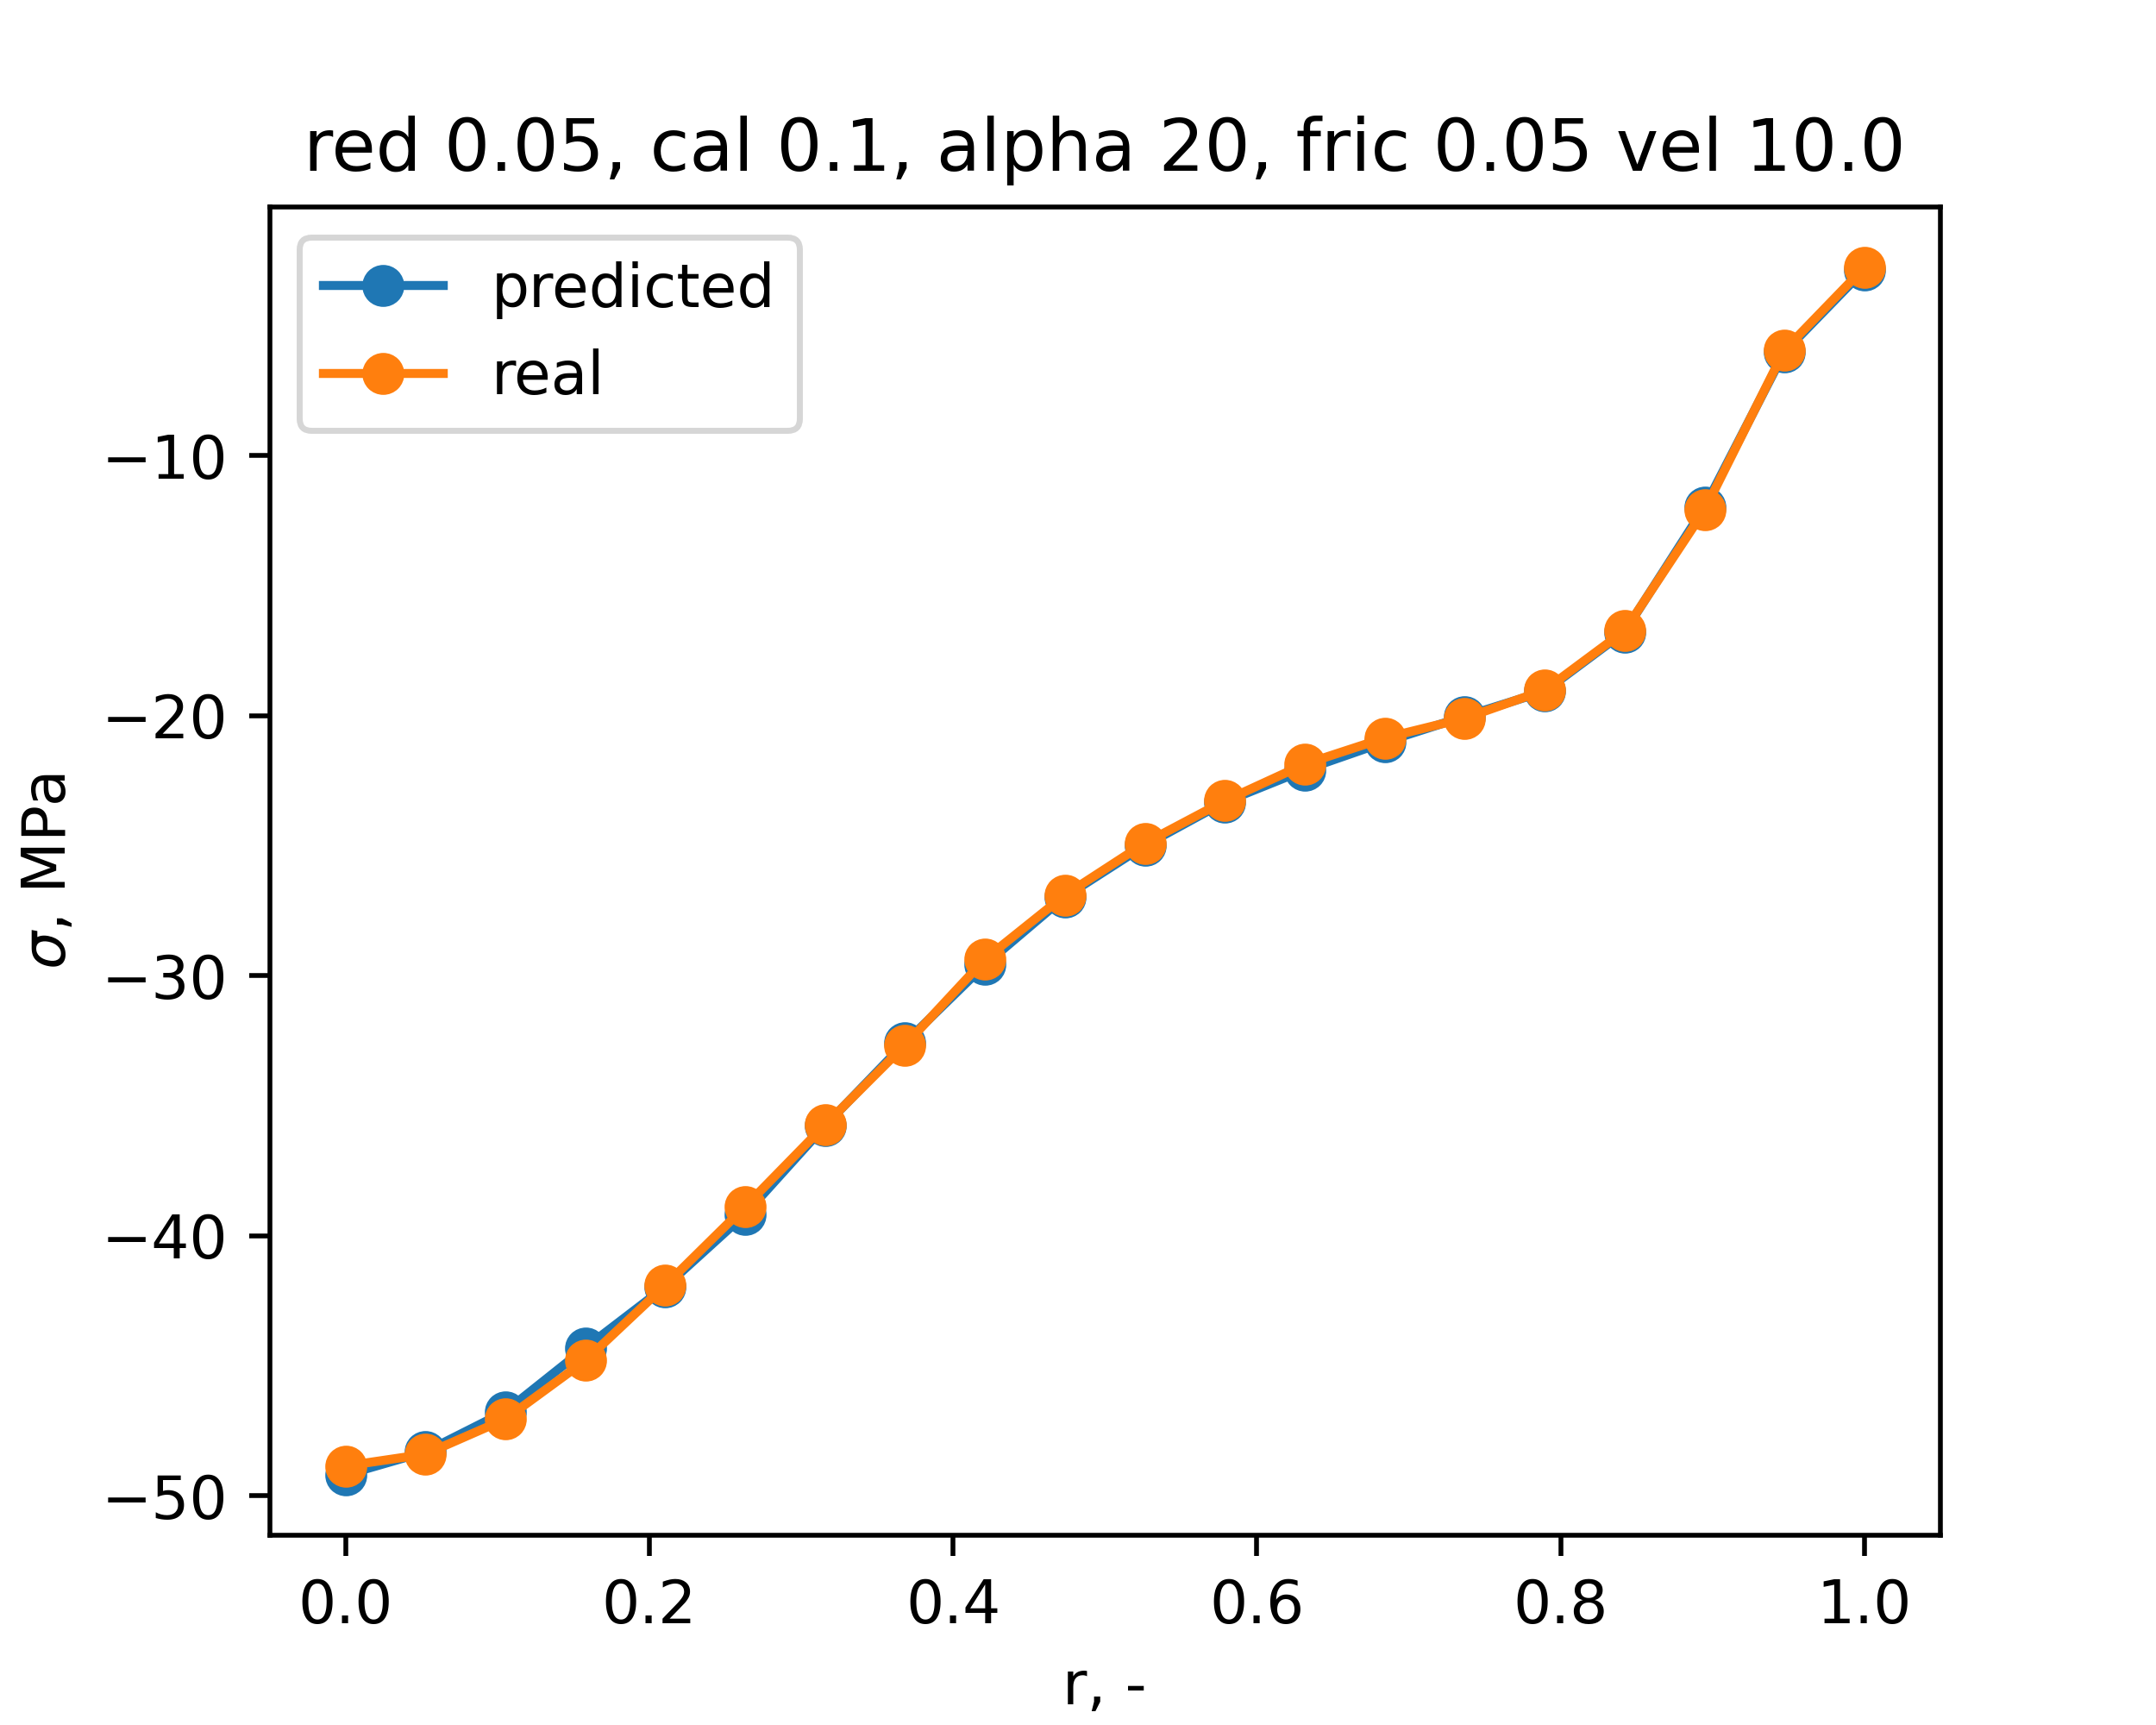 red 0.05, cal 0.1, alpha 20, fric 0.05 vel 10.0
predicted
real
−10
−20
−30
−40
−50
σ, MPa
0.0 0.2 0.4 0.6 0.8 1.0
r, -